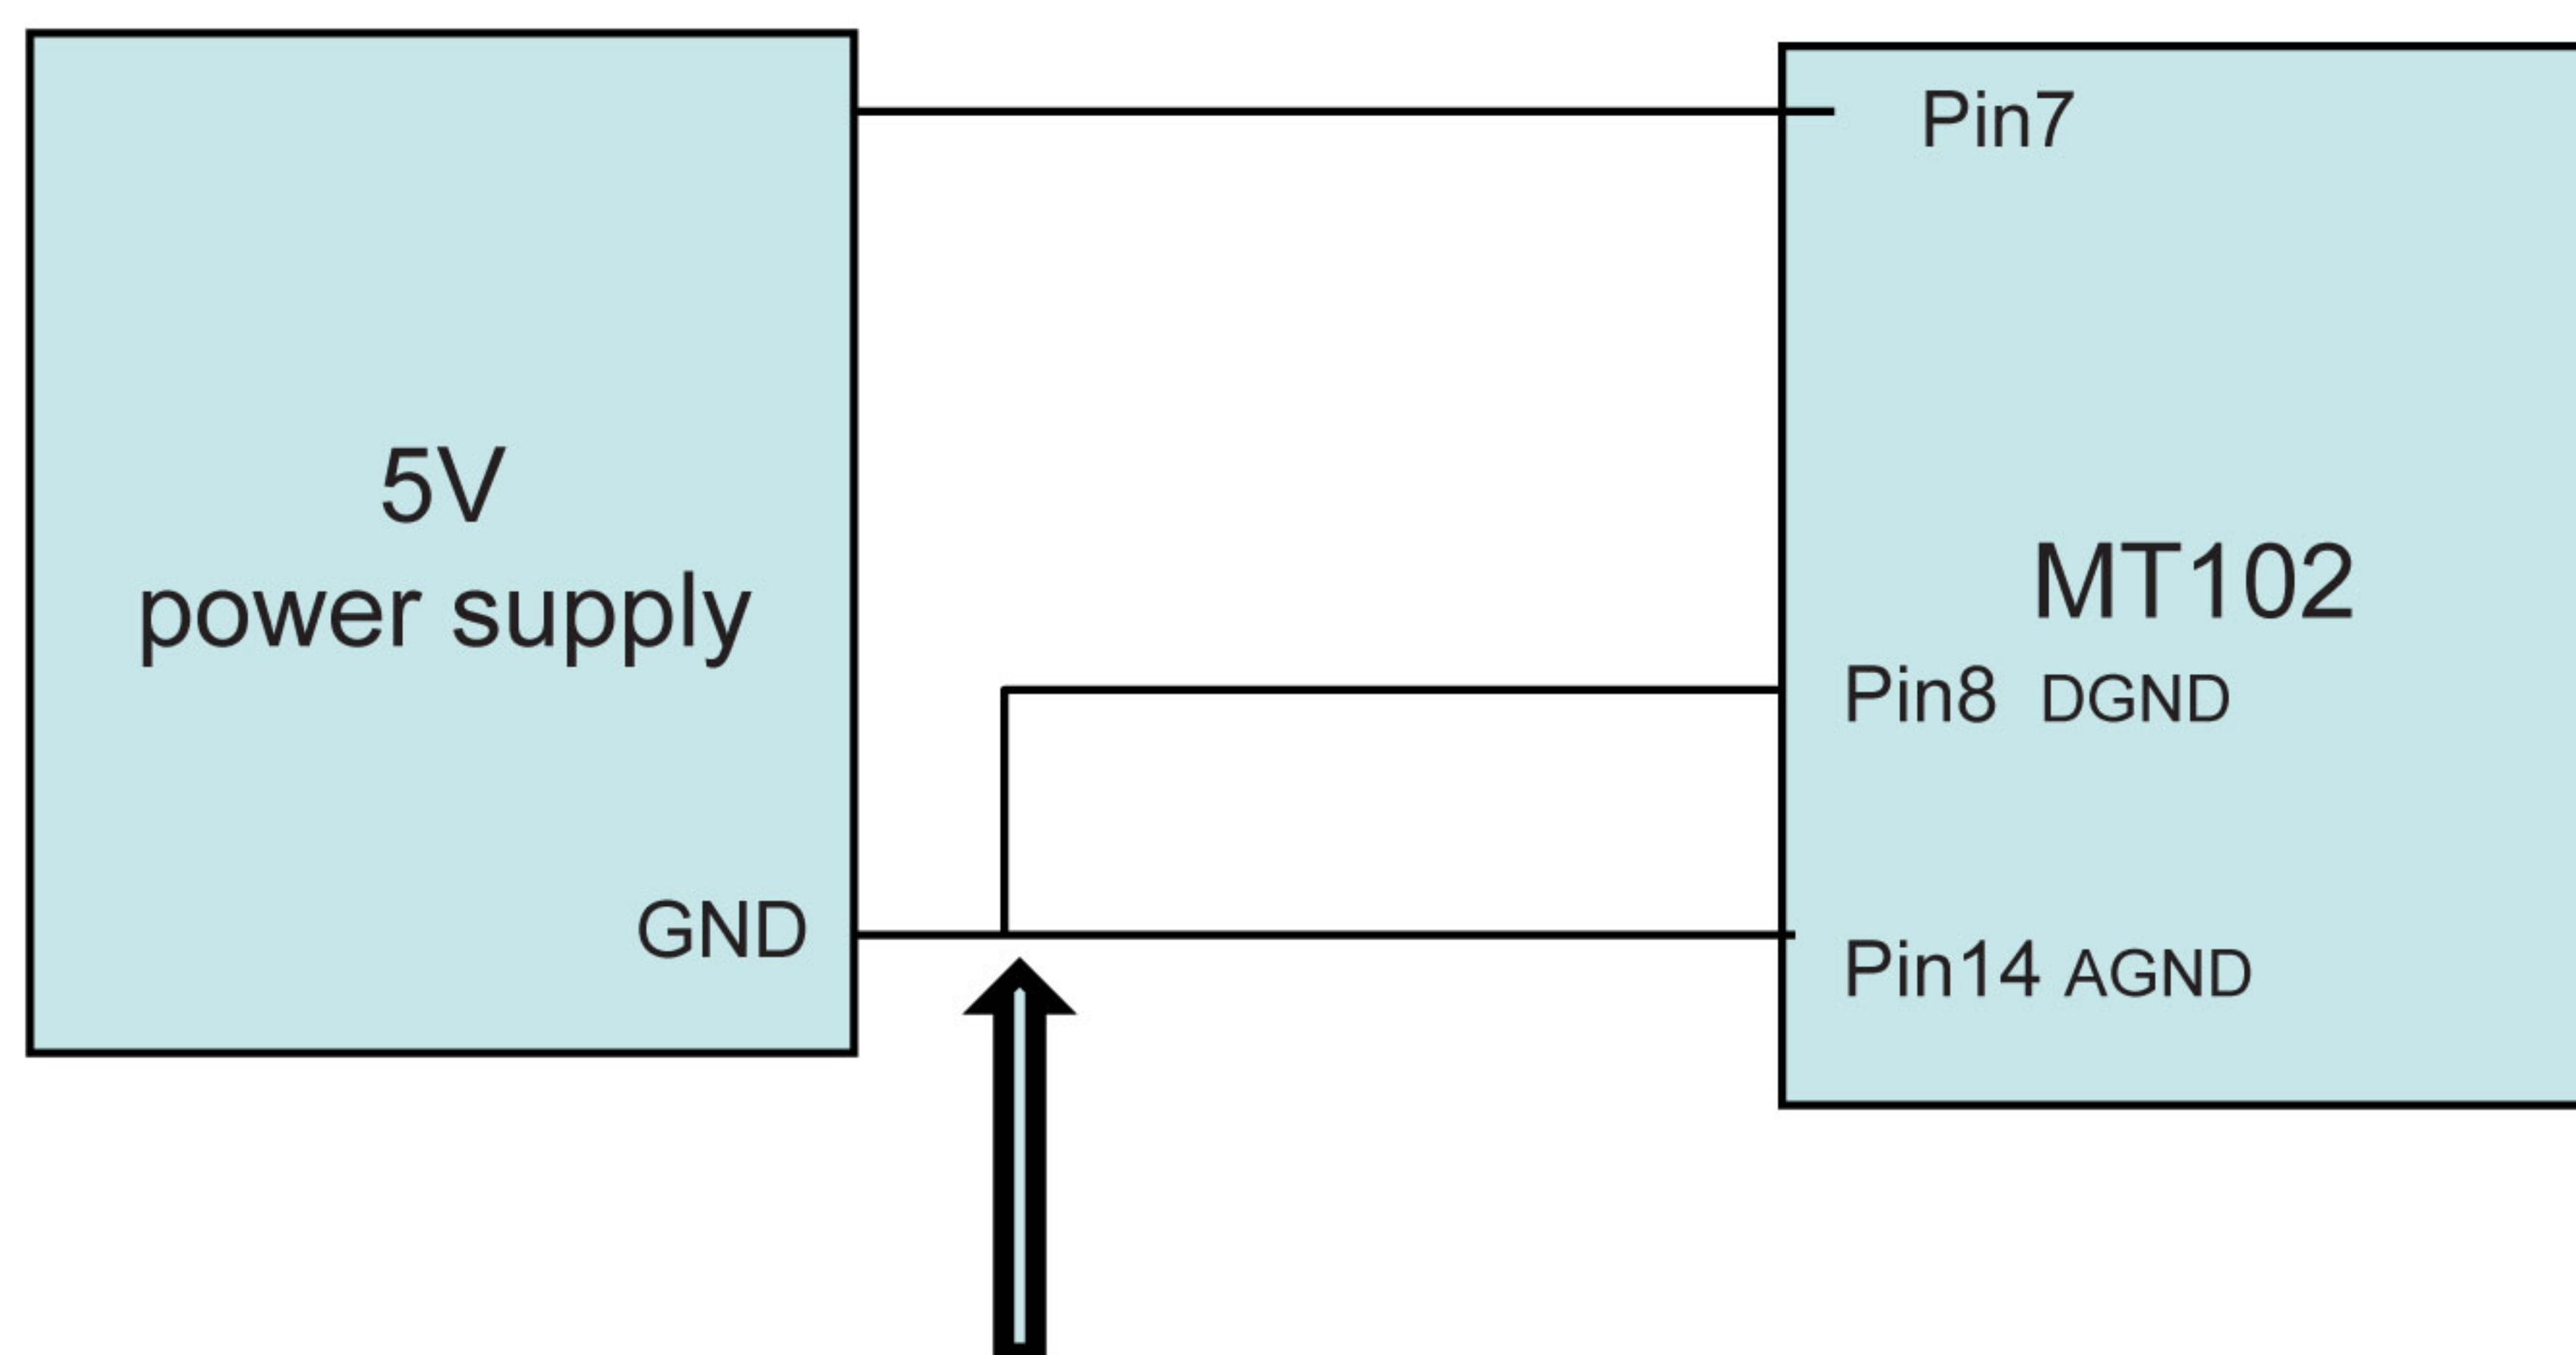 Pin7
5V
power supply
MT102
Pin8 DGND
GND
Pin14 AGND